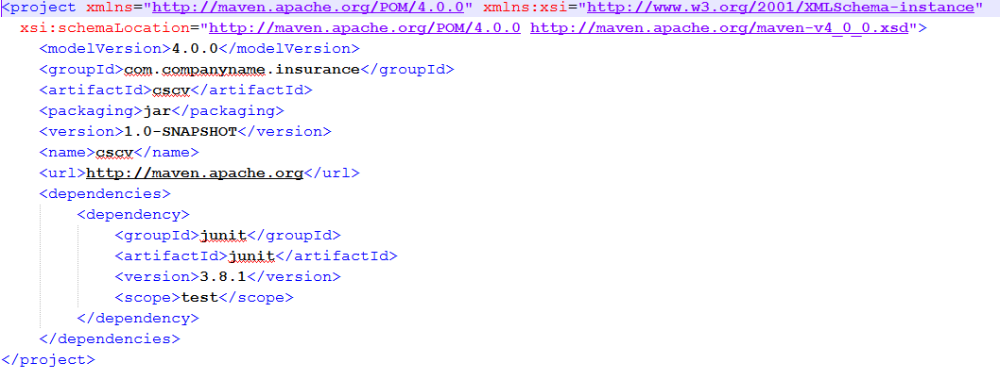 <project xmlns="http://maven.apache.org/POM/4.0.0" xmlns:xsi="http://www.w3.org/2001/XMLSchema-instance"
xsi:schemaLocation="http://maven.apache.org/POM/4.0.0 http://maven.apache.org/maven-v4_0_0.xsd">
<modelVersion>4.0.0</modelVersion>
<groupId>com.companyname.insurance</groupId>
<artifactId>cscv</artifactId>
<packaging>jar</packaging>
<version>1.0-SNAPSHOT</version>
<name>cscv</name>
<url>http://maven.apache.org</url>
<dependencies>
<dependency>
<groupId>junit</groupId>
<artifactId>junit</artifactId>
<version>3.8.1</version>
<scope>test</scope>
</dependency>
</dependencies>
</project>